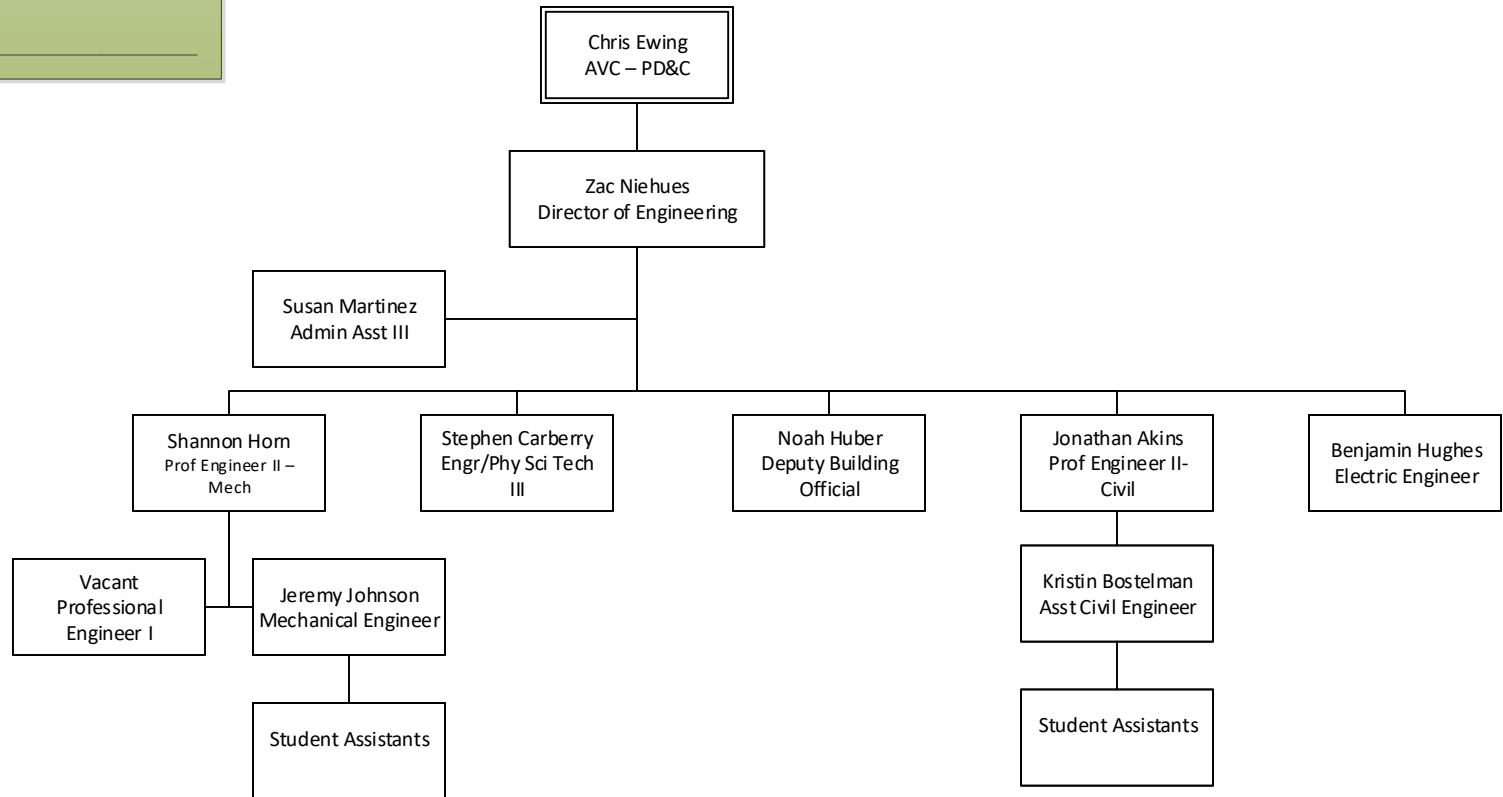 Chris Ewing
AVC – PD&C
Zac Niehues
Director of Engineering
Susan Martinez
Admin Asst III
Shannon Horn
Prof Engineer II –
Mech
Stephen Carberry
Engr/Phy Sci Tech
III
Noah Huber
Deputy Building
Official
Jonathan Akins
Prof Engineer II-
Civil
Benjamin Hughes
Electric Engineer
Vacant
Professional
Engineer I
Jeremy Johnson
Mechanical Engineer
Kristin Bostelman
Asst Civil Engineer
Student Assistants
Student Assistants